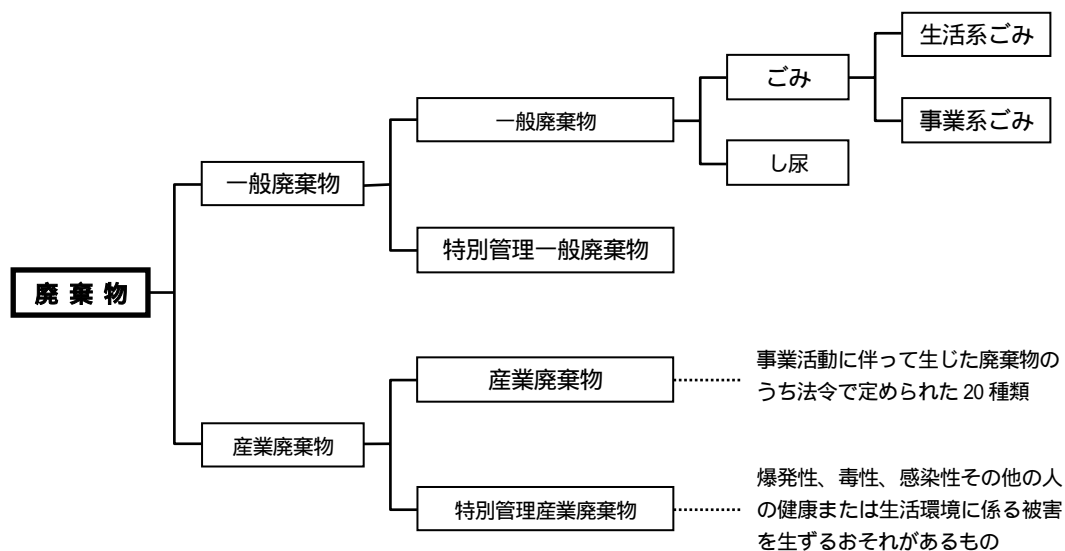 廃棄物
一般廃棄物
一般廃棄物
ごみ
生活系ごみ
事業系ごみ
し尿
特別管理一般廃棄物
産業廃棄物
産業廃棄物
事業活動に伴って生じた廃棄物の
うち法令で定められた20種類
特別管理産業廃棄物
爆発性、毒性、感染性その他の人
の健康または生活環境に係る被害
を生ずるおそれがあるもの